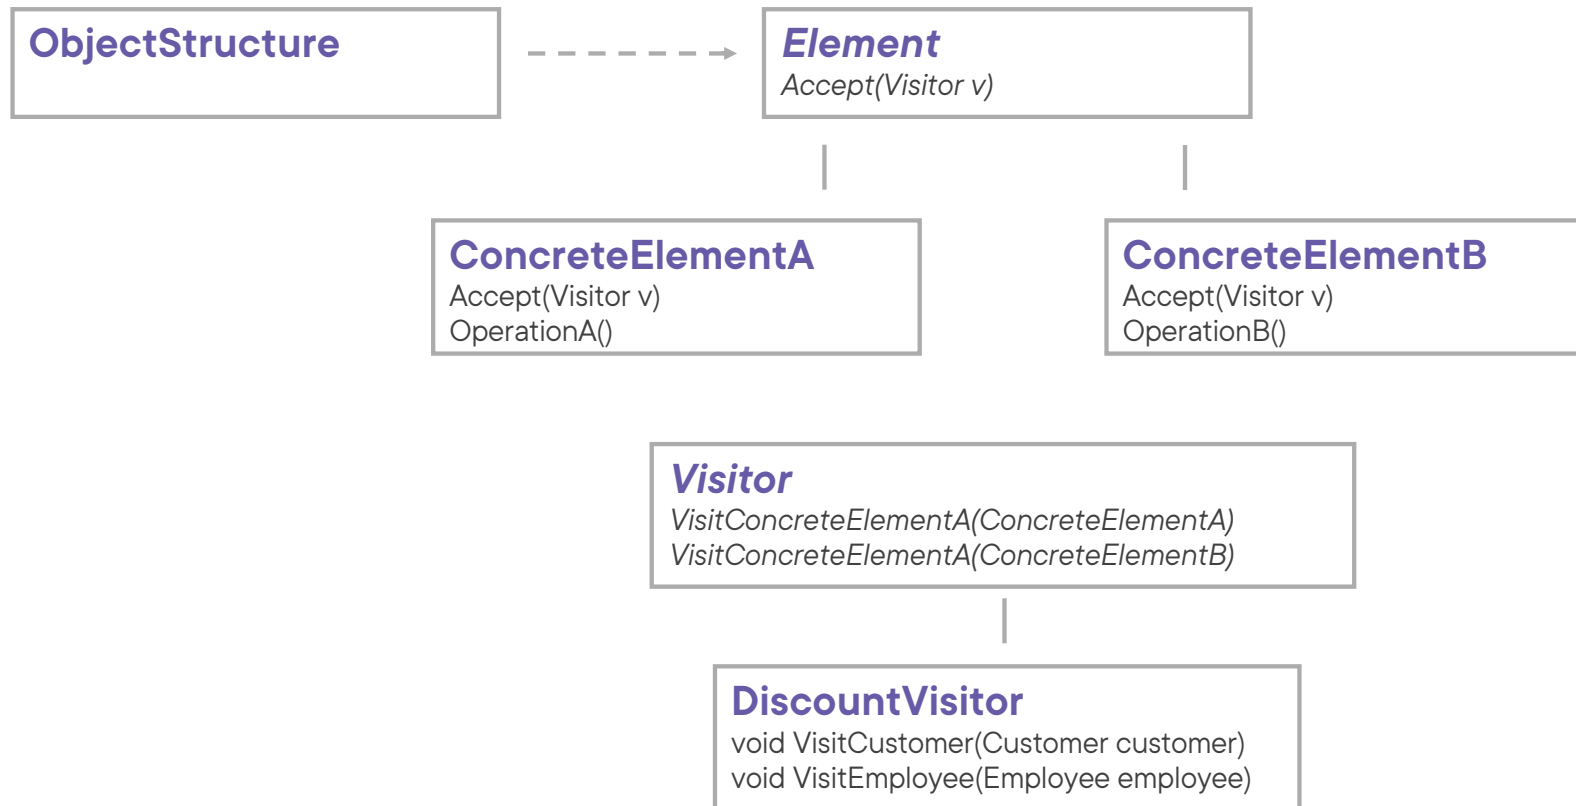 ObjectStructure
Element
Accept(Visitor v)
ConcreteElementA
Accept(Visitor v)
OperationA()
ConcreteElementB
Accept(Visitor v)
OperationB()
Visitor
VisitConcreteElementA(ConcreteElementA)
VisitConcreteElementA(ConcreteElementB)
DiscountVisitor
void VisitCustomer(Customer customer)
void VisitEmployee(Employee employee)